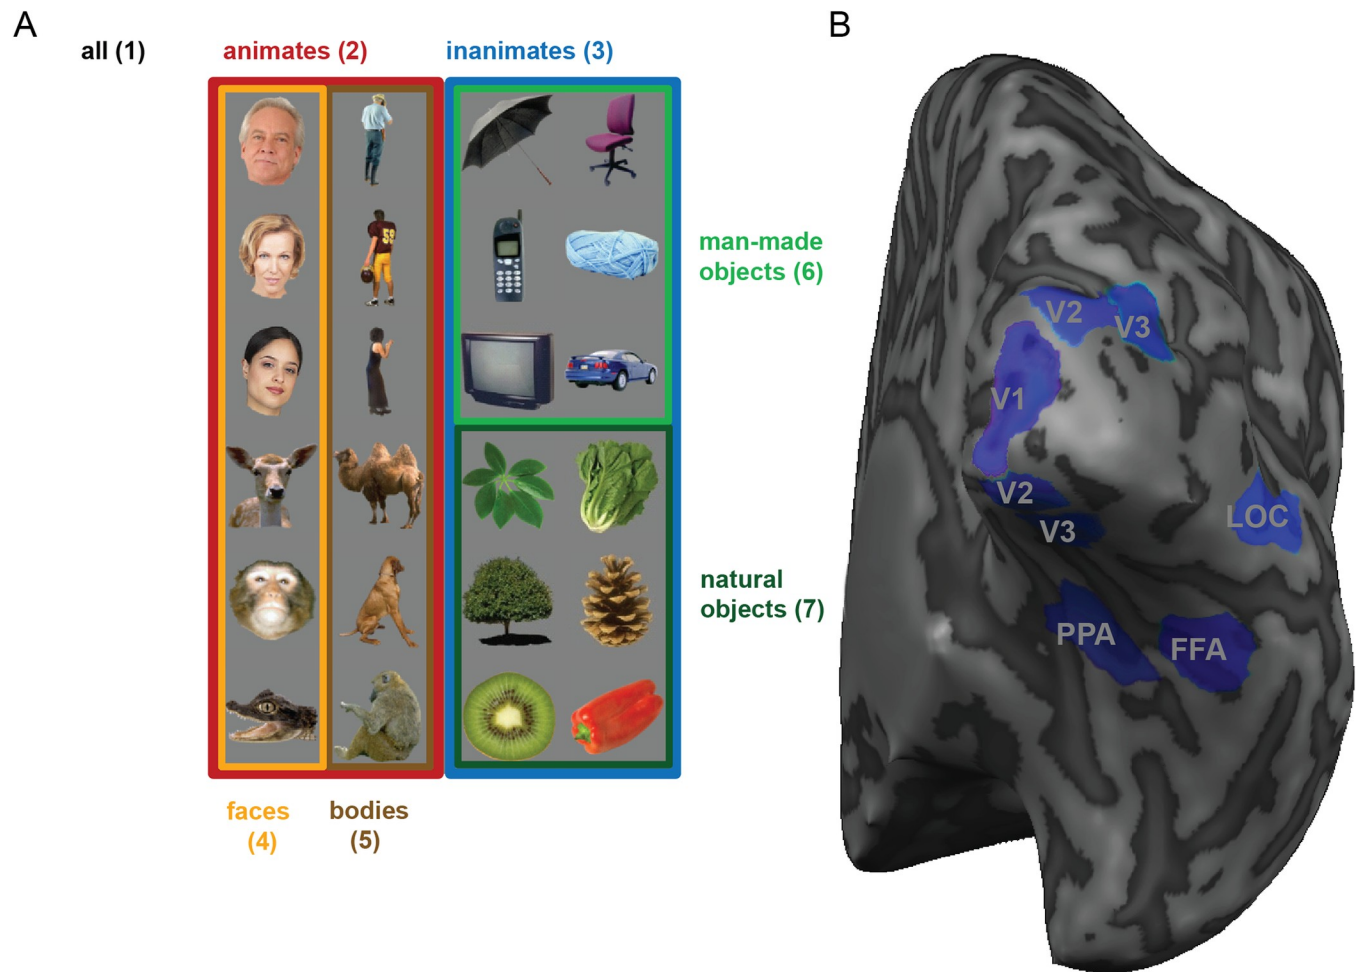 A
B
all (1)
animates (2)
inanimates (3)
59
man-made
objects (6)
natural
objects (7)
faces
(4)
bodies
(5)
V2
V3
V1
V2
V3
LOC
PPA
FFA